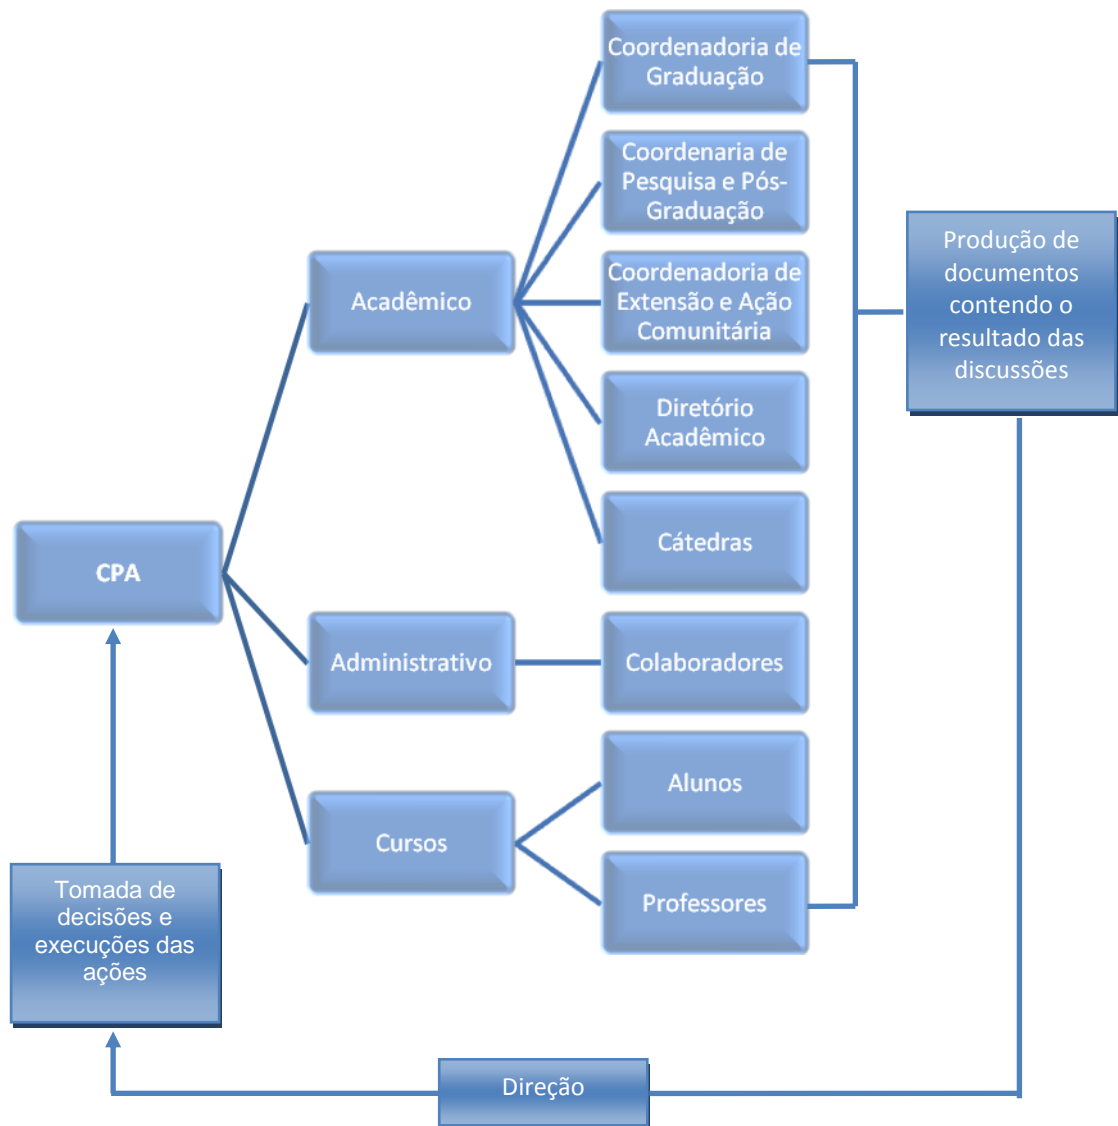 Coordenadoria de
Graduação
Coordenaria de
Pesquisa e Pós-
Graduação
Produção de
documentos
contendo o
resultado das
discussões
Acadêmico
Coordenadoria de
Extensão e Ação
Comunitária
Diretório
Acadêmico
Cátedras
CPA
Administrativo
Colaboradores
Alunos
Cursos
Professores
Tomada de
decisões e
execuções das
ações
Direção